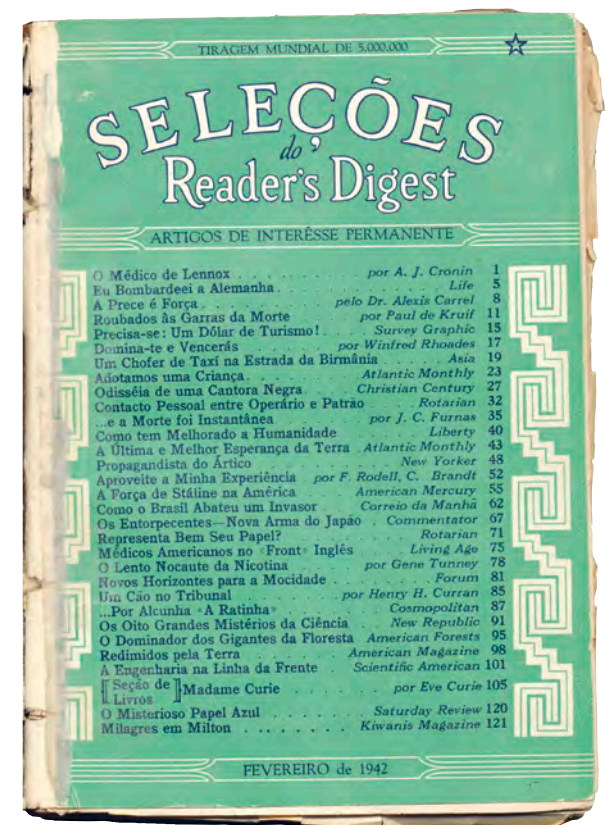 TIRAGEM MUNDIAL DE 5.000.000
SELEÇÕES
do
Reader's Digest
ARTIGOS DE INTERÊSSE PERMANENTE
O Médico de Lennox . . . . . . . . . . . por A. J. Cronin 1
Eu Bombardeei a Alemanha . . . . . . . . . . . . Life 5
A Prece é Força . . . . . . . . . pelo Dr. Alexis Carrel 8
Roubados às Garras da Morte por Paul de Kruif 11
Precisa-se: Um Dólar de Turismo! . . . . Survey Graphic 15
Domina-te e Vencerás . . . . . por Winfred Rhoades 17
Um Chofer de Taxi na Estrada da Birmânia . . . . . Asia 19
Adotamos uma Criança . . . . . . . . Atlantic Monthly 23
Odisséia de uma Cantora Negra . . . . Christian Century 27
Contacto Pessoal entre Operário e Patrão . . Rotarian 32
...e a Morte foi Instantânea . . . . . por J. C. Furnas 35
Como tem Melhorado a Humanidade . . . . . Liberty 40
A Última e Melhor Esperança da Terra Atlantic Monthly 43
Propagandista do Ártico . . . . . . . . . New Yorker 48
Aproveite a Minha Experiência por F. Rodell, C. Brandt 52
A Força de Stáline na América . . . American Mercury 55
Como o Brasil Abateu um Invasor . . Correio da Manhã 62
Os Entorpecentes—Nova Arma do Japão . Commentator 67
Representa Bem Seu Papel? . . . . . . . . Rotarian 71
Médicos Americanos no «Front» Inglês Living Age 75
O Lento Nocaute da Nicotina . . . . por Gene Tunney 78
Novos Horizontes para a Mocidade . . . . . . . Forum 81
Um Cão no Tribunal . . . . . . . por Henry H. Curran 85
...Por Alcunha «A Ratinha» . . . . . . . Cosmopolitan 87
Os Oito Grandes Mistérios da Ciência . New Republic 91
O Dominador dos Gigantes da Floresta American Forests 95
Redimidos pela Terra . . . . . . . American Magazine 98
A Engenharia na Linha da Frente . Scientific American 101
[Seção de Livros] Madame Curie . . . . . . . por Eve Curie 105
O Misterioso Papel Azul . . . . . . Saturday Review 120
Milagres em Milton . . . . . . . . Kiwanis Magazine 121
FEVEREIRO de 1942